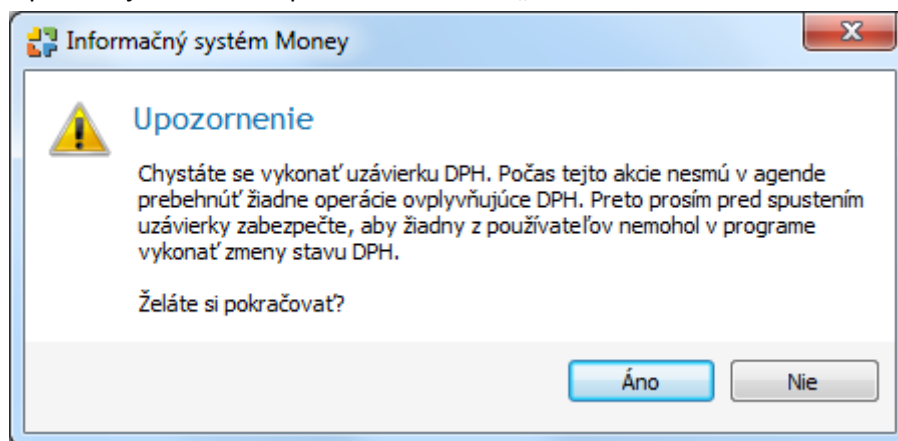 Informačný systém Money
Upozornenie
Chystáte se vykonať uzávierku DPH. Počas tejto akcie nesmú v agende
prebehnúť žiadne operácie ovplyvňujúce DPH. Preto prosím pred spustením
uzávierky zabezpečte, aby žiadny z používateľov nemohol v programe
vykonať zmeny stavu DPH.
Želáte si pokračovať?
Áno
Nie